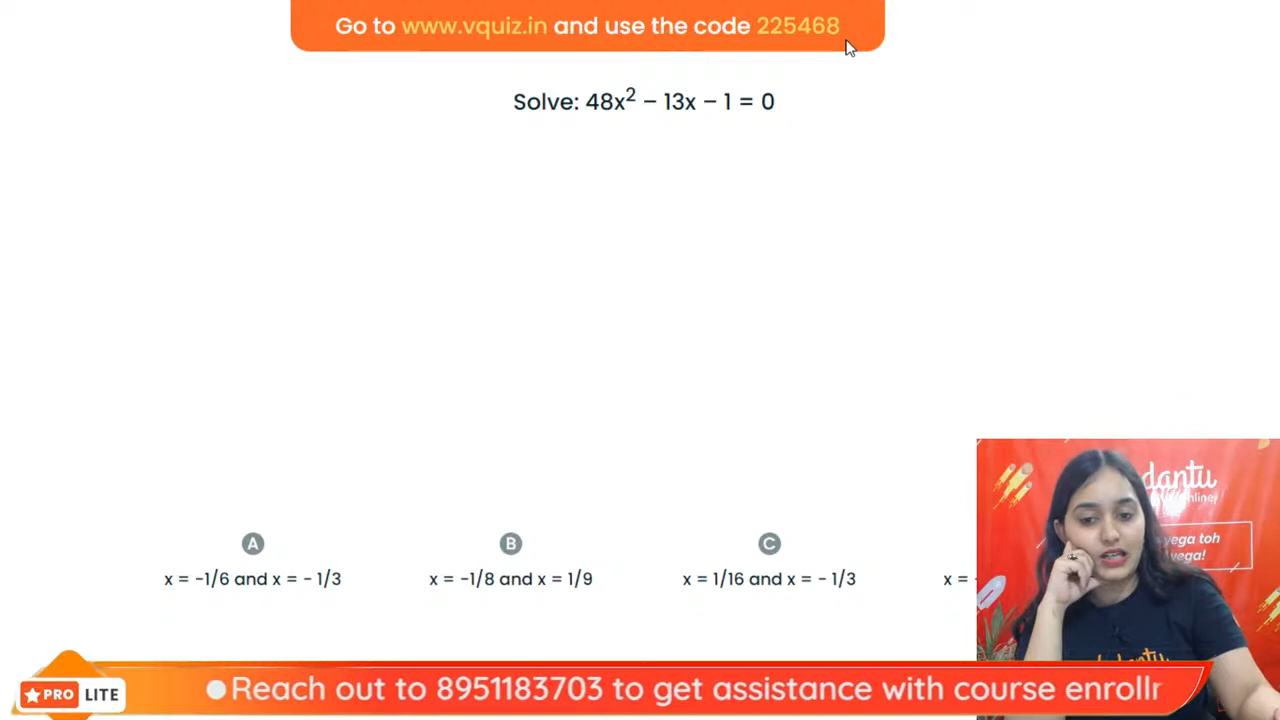 Go to www.vquiz.in and use the code 225468
Solve: 48x² – 13x – 1 = 0
A
x = -1/6 and x = - 1/3
B
x = -1/8 and x = 1/9
C
x = 1/16 and x = - 1/3
x =
toh
PRO LITE
Reach out to 8951183703 to get assistance with course